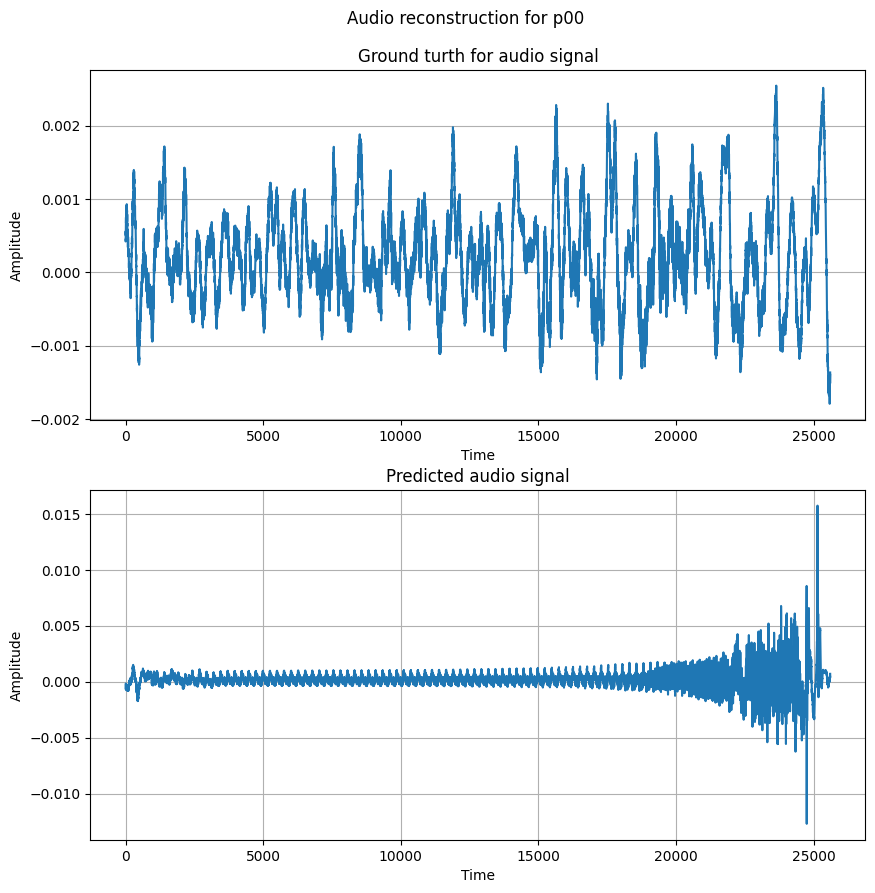 Audio reconstruction for p00
Ground turth for audio signal
0.002
0.001
0.000
−0.001
−0.002
Amplitude
0 5000 10000 15000 20000 25000
Time
Predicted audio signal
0.015
0.010
0.005
0.000
−0.005
−0.010
Amplitude
0 5000 10000 15000 20000 25000
Time